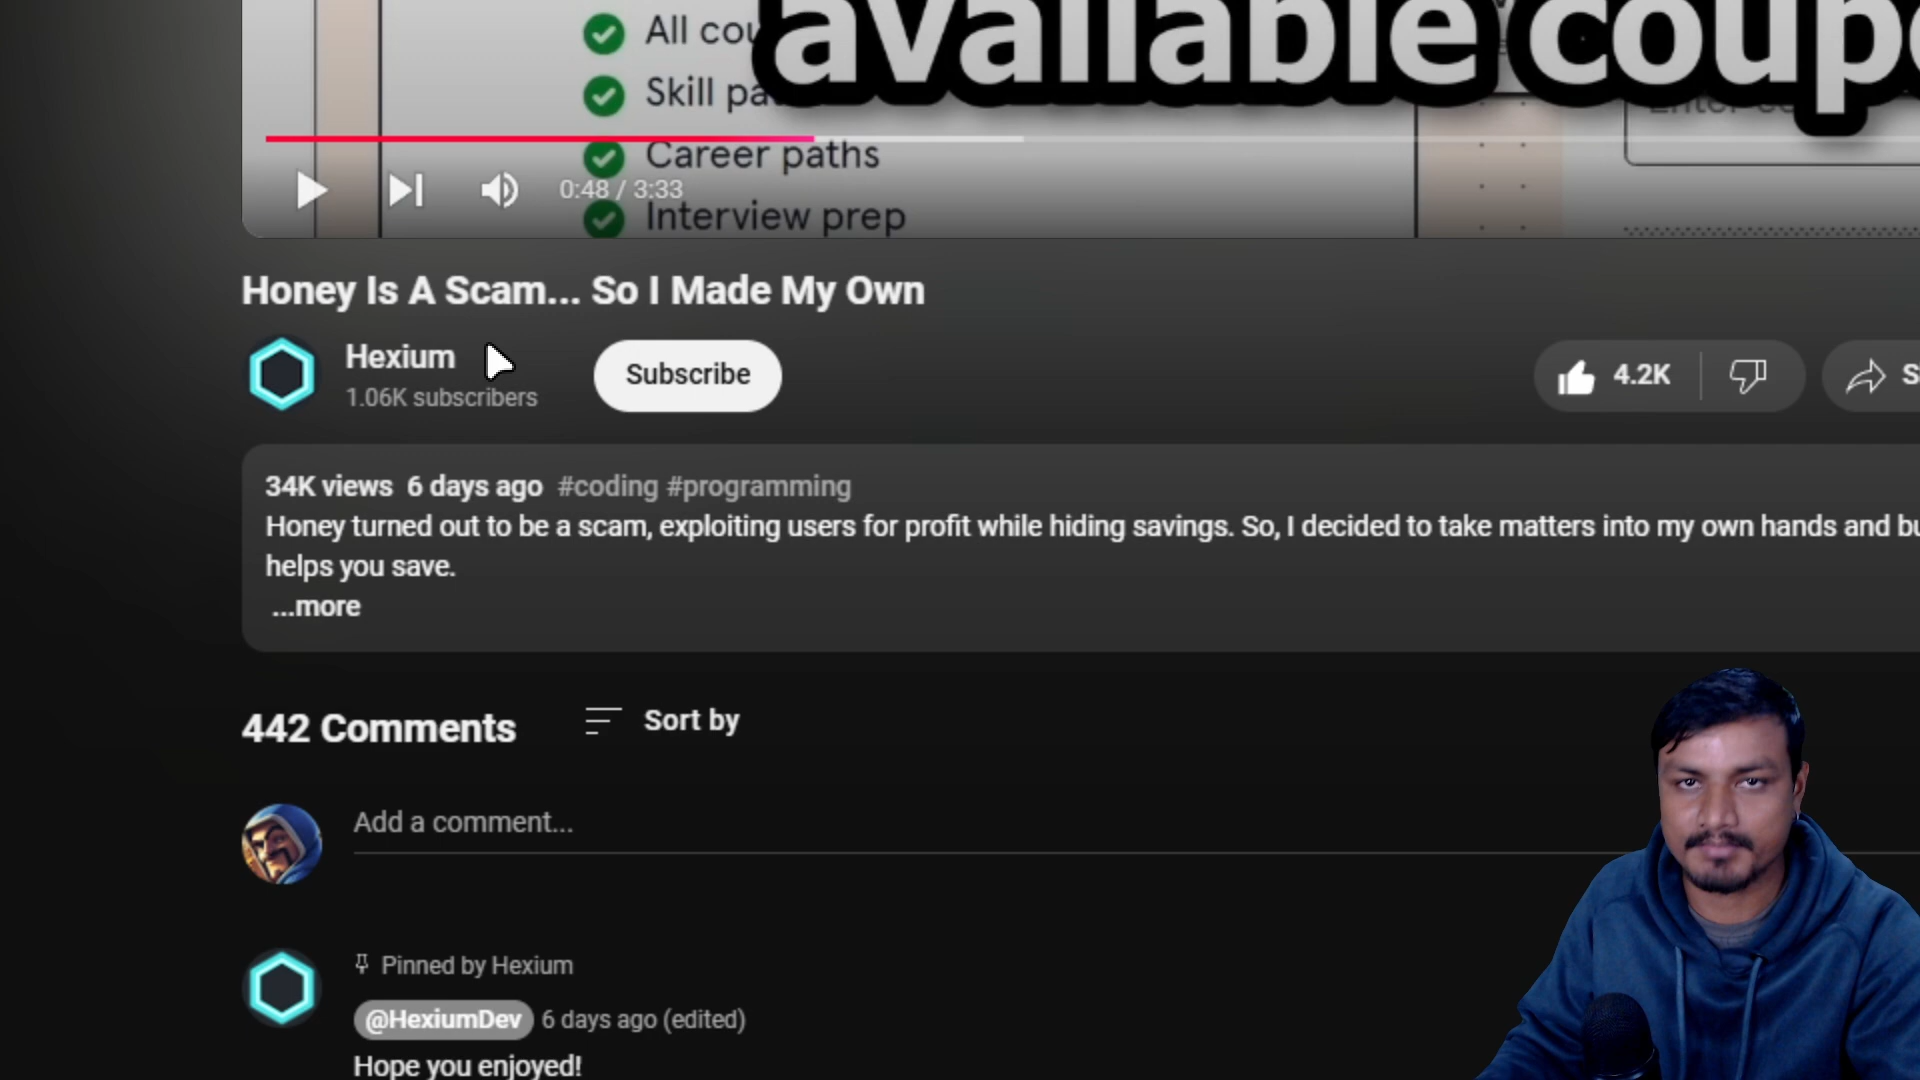 available
All
Skill
Career paths
0:48 / 3:33
Interview prep
Honey Is A Scam... So I Made My Own
Hexium
1.06K subscribers
Subscribe
4.2K
34K views 6 days ago #coding #programming
Honey turned out to be a scam, exploiting users for profit while hiding savings. So, I decided to take matters into my own hands and
helps you save.
...more
442 Comments
Sort by
Add a comment...
Pinned by Hexium
@HexiumDev 6 days ago (edited)
Hope you enjoyed!